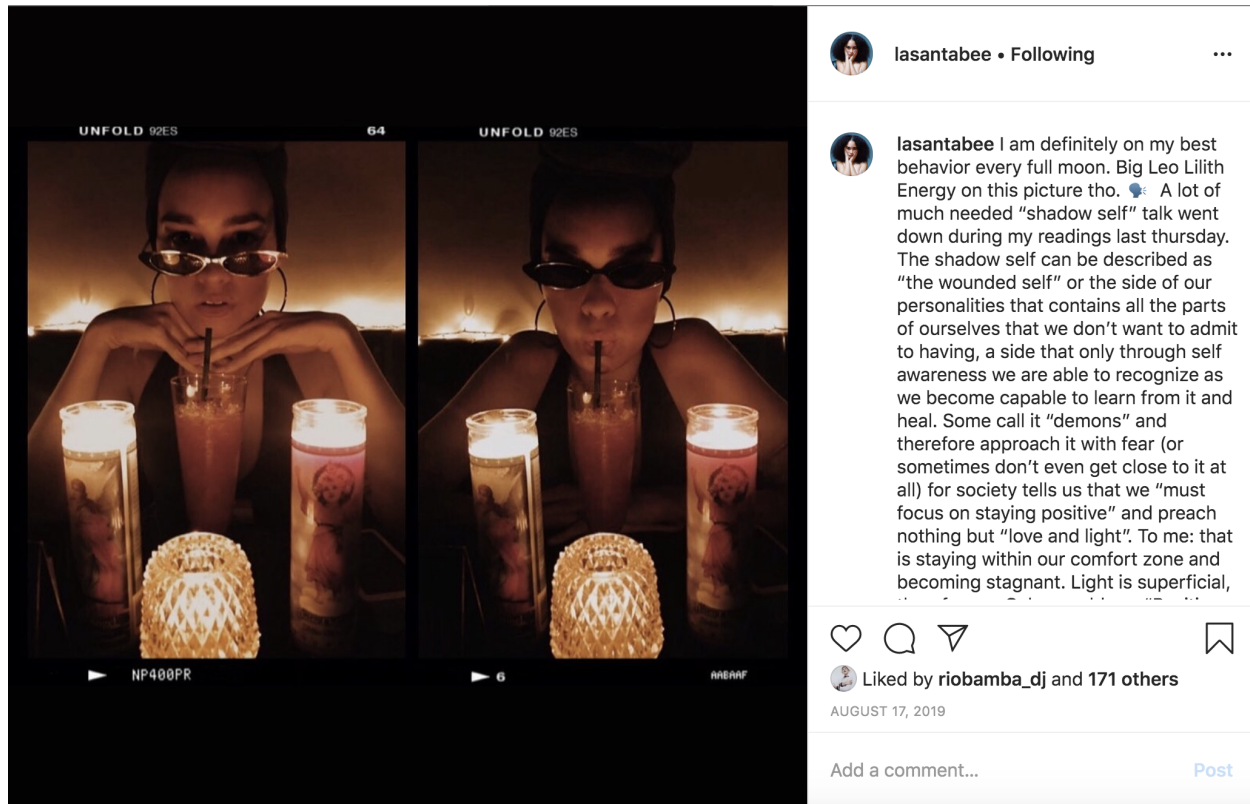 UNFOLD 92ES
64
UNFOLD 92ES
NP400PR
6
AABAAF
lasantabee • Following
lasantabee I am definitely on my best
behavior every full moon. Big Leo Lilith
Energy on this picture tho. 🗣 A lot of
much needed “shadow self” talk went
down during my readings last thursday.
The shadow self can be described as
“the wounded self” or the side of our
personalities that contains all the parts
of ourselves that we don’t want to admit
to having, a side that only through self
awareness we are able to recognize as
we become capable to learn from it and
heal. Some call it “demons” and
therefore approach it with fear (or
sometimes don’t even get close to it at
all) for society tells us that we “must
focus on staying positive” and preach
nothing but “love and light”. To me: that
is staying within our comfort zone and
becoming stagnant. Light is superficial,
Liked by riobamba_dj and 171 others
AUGUST 17, 2019
Add a comment...
Post